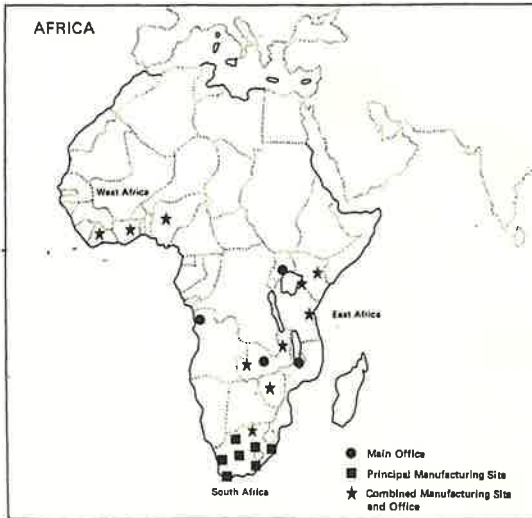 AFRICA
West Africa
East Africa
South Africa
Main Office
Principal Manufacturing Site
Combined Manufacturing Site
and Office